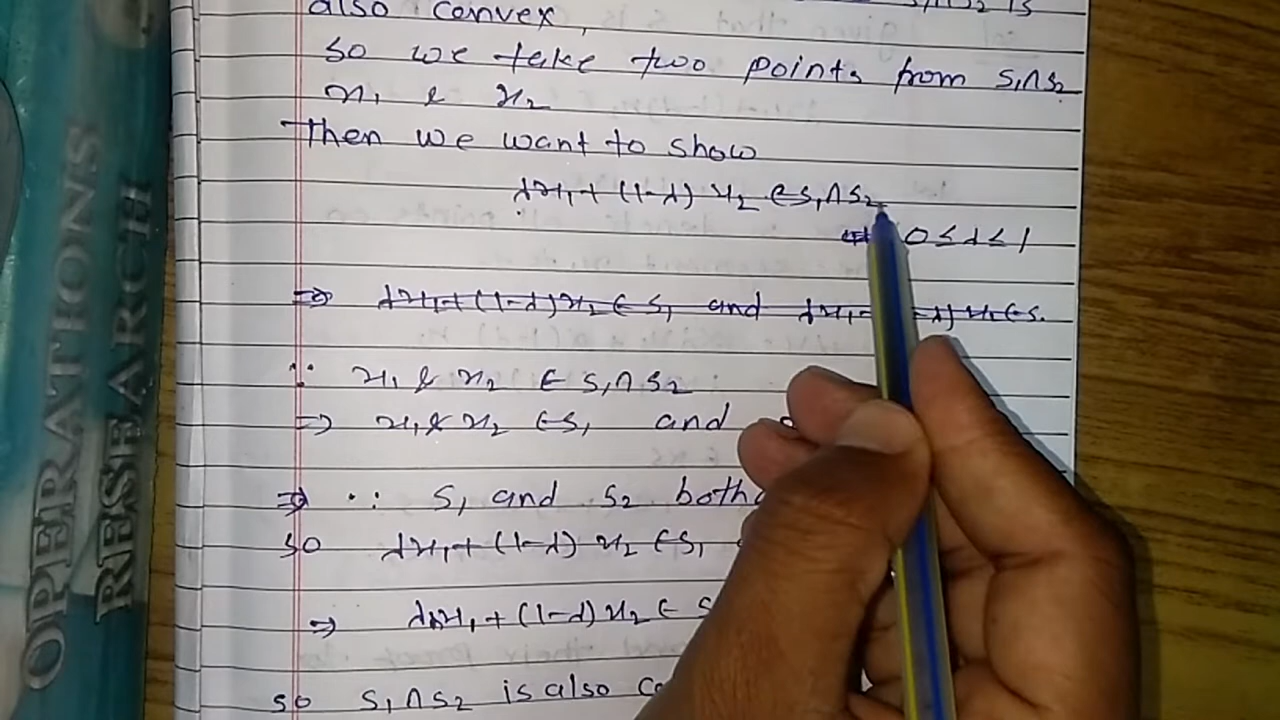 OPERATIONS
RESEARCH
S₁∩S₂ is
also convex,
so we take two points from S₁∩S₂
x₁ & x₂
Then we want to show
λx₁ + (1-λ) x₂ ∈ S₁∩S₂
0 ≤ λ ≤ 1
⇒ λx₁ + (1-λ) x₂ ∈ S₁ and
∵ x₁ & x₂ ∈ S₁∩S₂
⇒ x₁ & x₂ ∈ S₁ and
⇒ ∵ S₁ and S₂ both
so λx₁ + (1-λ) x₂ ∈ S₁
⇒ λx₁ + (1-λ) x₂ ∈ S
so S₁∩S₂ is also